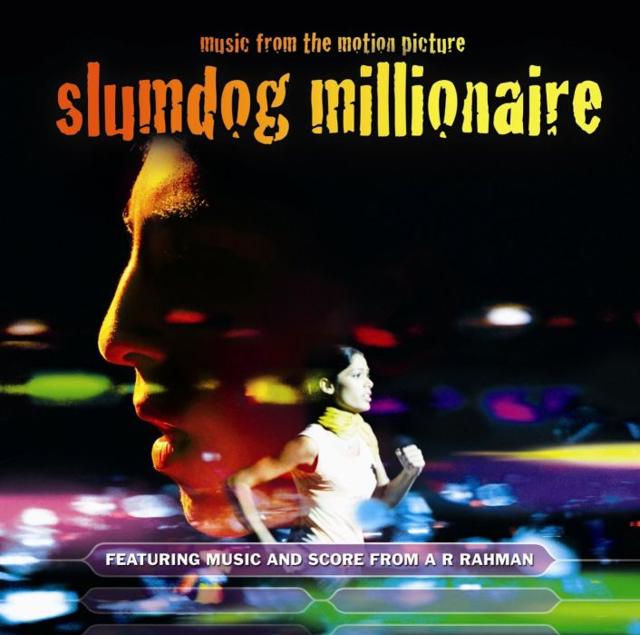 music from the motion picture
slumdog millionaire
FEATURING MUSIC AND SCORE FROM A R RAHMAN